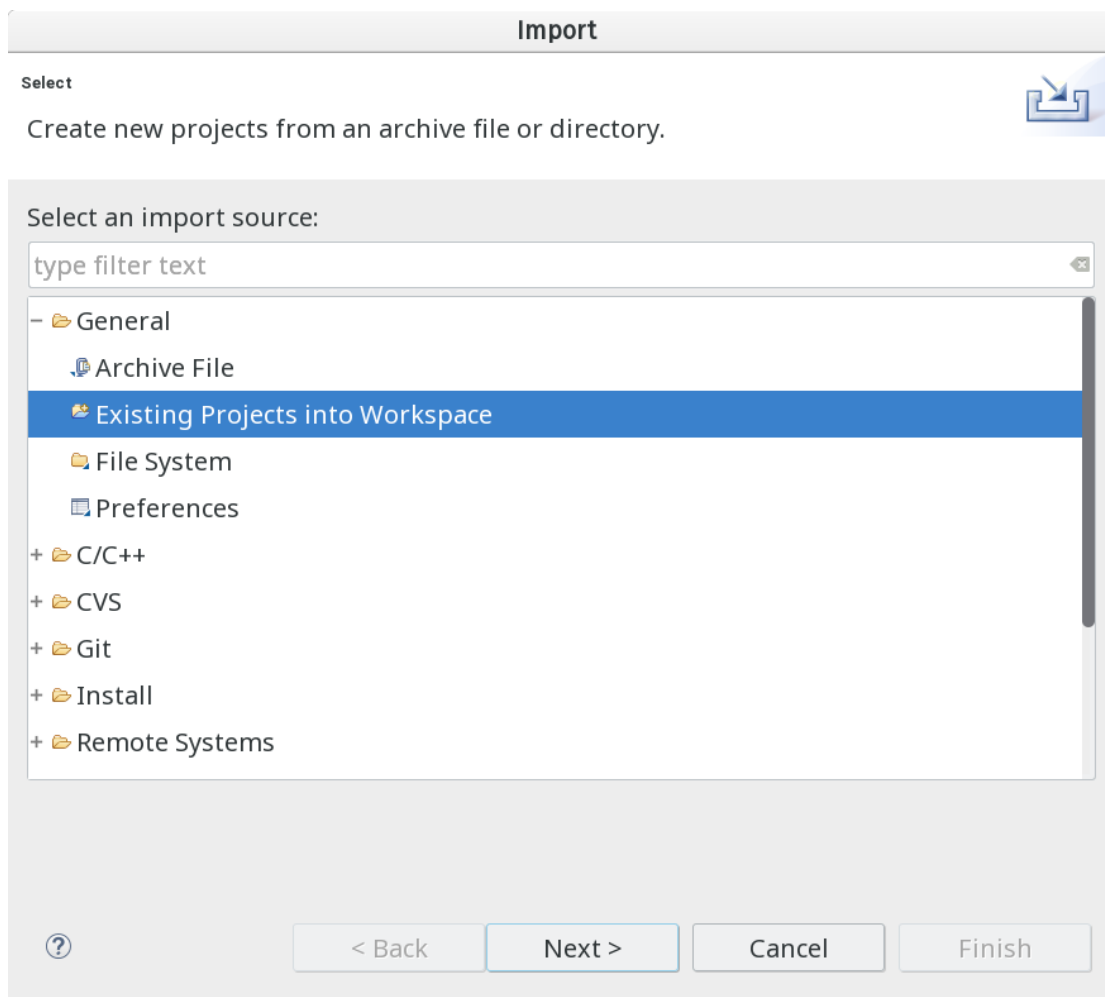 Import
Select
Create new projects from an archive file or directory.
Select an import source:
type filter text
General
Archive File
Existing Projects into Workspace
File System
Preferences
C/C++
CVS
Git
Install
Remote Systems
< Back Next > Cancel Finish